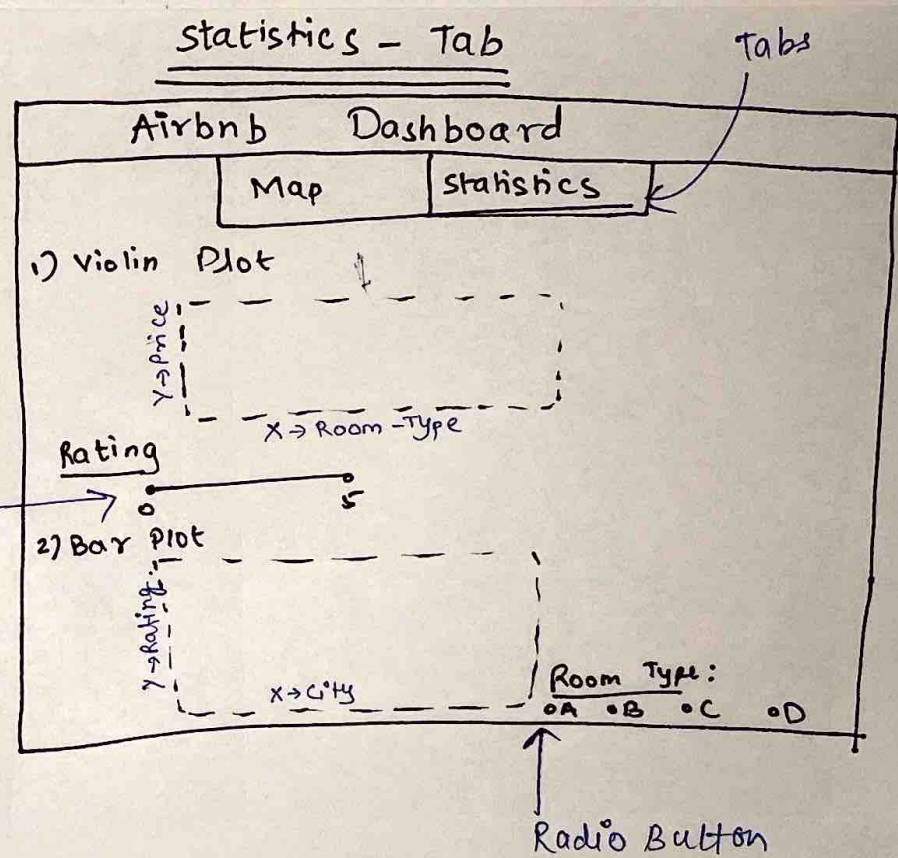 Statistics - Tab
Tabs
Airbnb Dashboard
Map
Statistics
1) Violin Plot
Y→Price
X→Room-Type
Rating
0
5
2) Bar Plot
Y→Rating
X→City
Room Type:
A B C D
Radio Button